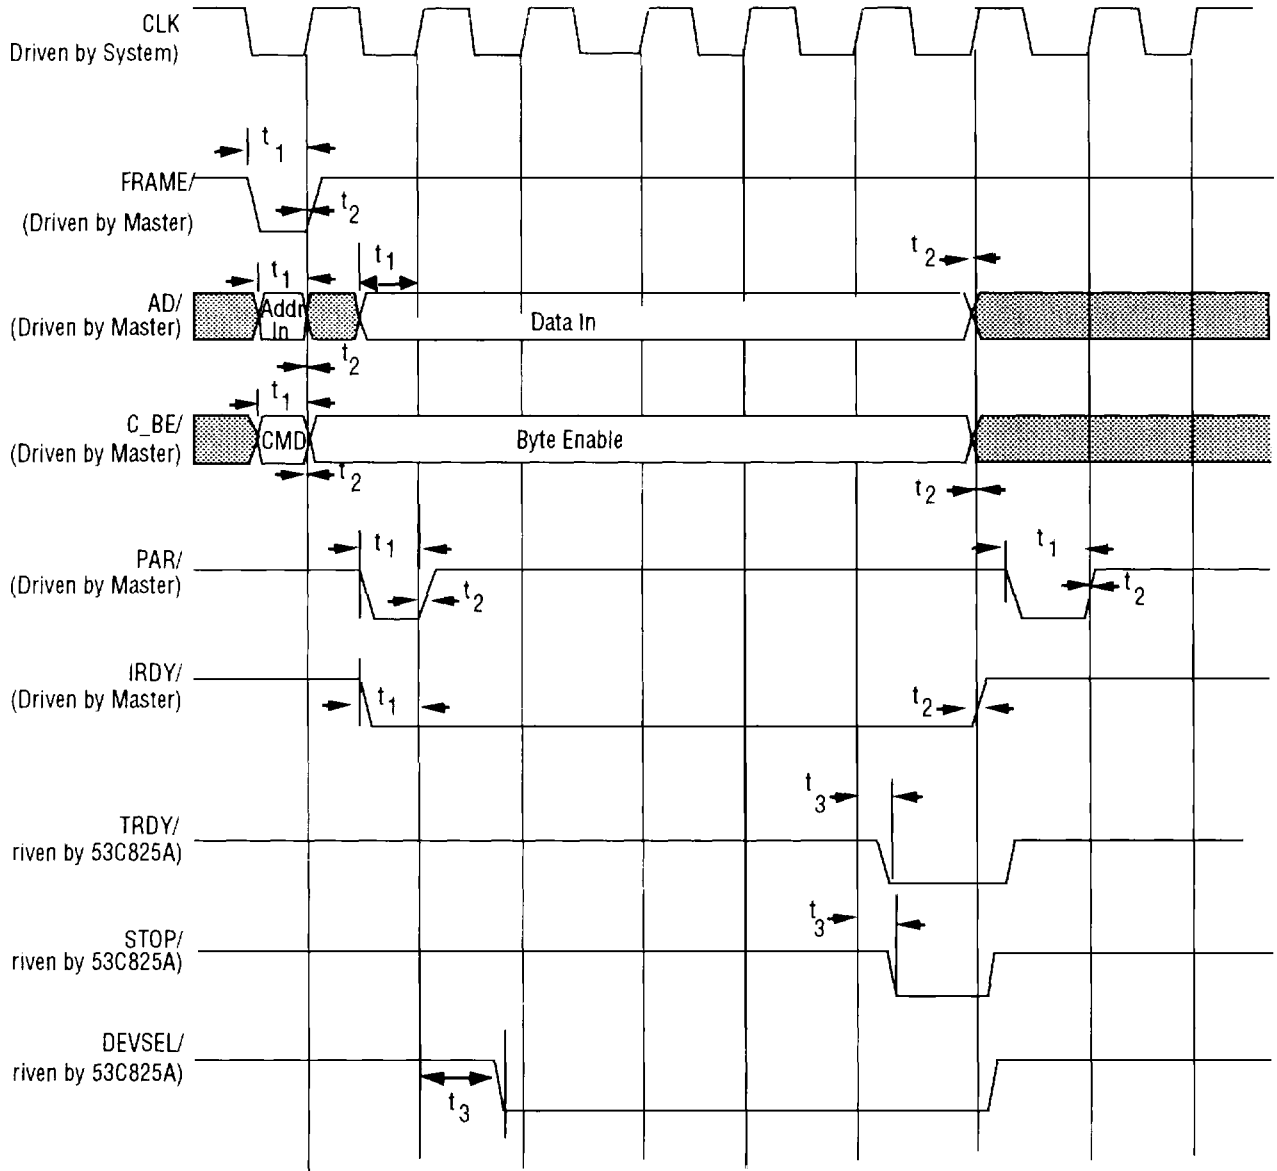 CLK
Driven by System)
t1
FRAME/
(Driven by Master)
t2
t1
t1
t2
AD/
(Driven by Master)
Addr
In
Data In
t2
t1
C_BE/
(Driven by Master)
CMD
Byte Enable
t2
t2
PAR/
(Driven by Master)
t1
t2
t1
t2
IRDY/
(Driven by Master)
t1
t2
t3
TRDY/
riven by 53C825A)
t3
STOP/
riven by 53C825A)
DEVSEL/
riven by 53C825A)
t3